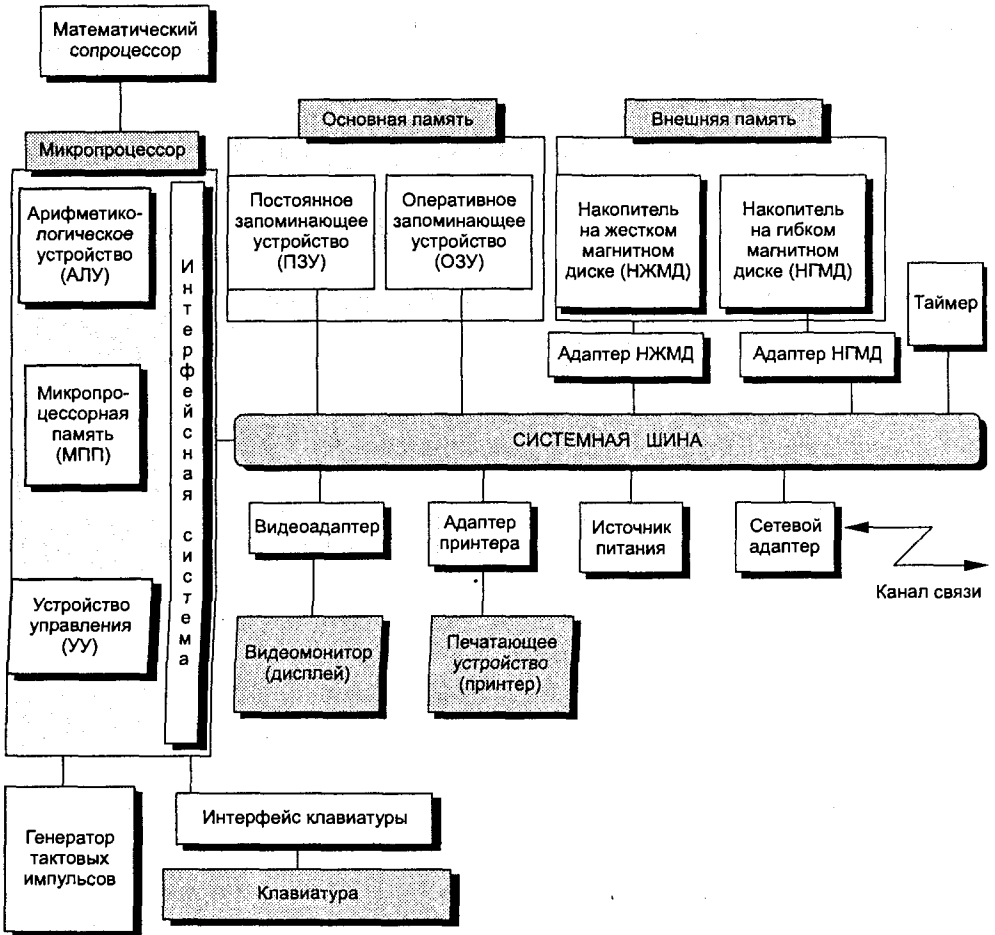 Математический
сопроцессор
Основная память
Внешняя память
Микропроцессор
Арифметико-
логическое
устройство
(АЛУ)
Микропро-
цессорная
память
(МПП)
Устройство
управления
(УУ)
Интерфейсная система
Постоянное
запоминающее
устройство
(ПЗУ)
Оперативное
запоминающее
устройство
(ОЗУ)
Накопитель
на жестком
магнитном
диске (НЖМД)
Накопитель
на гибком
магнитном
диске (НГМД)
Таймер
Адаптер НЖМД
Адаптер НГМД
СИСТЕМНАЯ ШИНА
Видеоадаптер
Адаптер
принтера
Источник
питания
Сетевой
адаптер
Канал связи
Видеомонитор
(дисплей)
Печатающее
устройство
(принтер)
Генератор
тактовых
импульсов
Интерфейс клавиатуры
Клавиатура